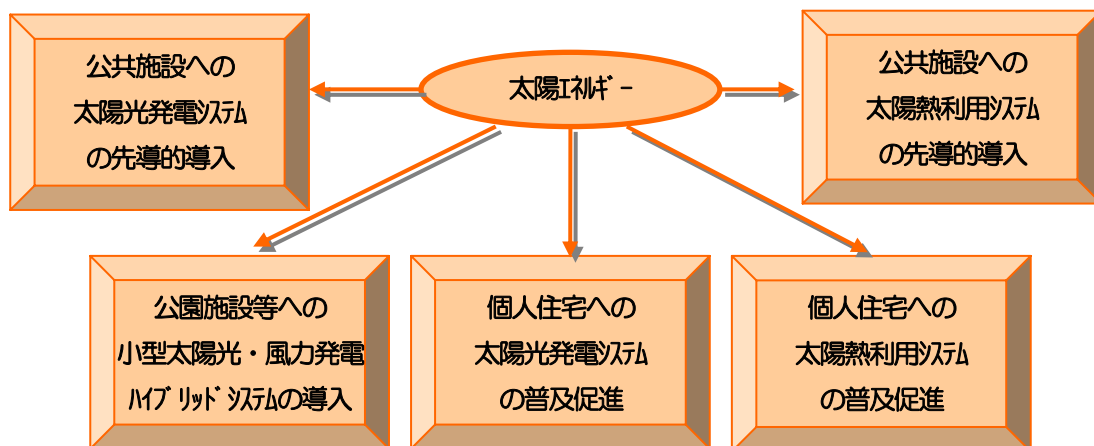 公共施設への
太陽光発電ｼｽﾃﾑ
の先導的導入
太陽ｴﾈﾙｷﾞｰ
公共施設への
太陽熱利用ｼｽﾃﾑ
の先導的導入
公園施設等への
小型太陽光・風力発電
ﾊｲﾌﾞﾘｯﾄﾞｼｽﾃﾑの導入
個人住宅への
太陽光発電ｼｽﾃﾑ
の普及促進
個人住宅への
太陽熱利用ｼｽﾃﾑ
の普及促進